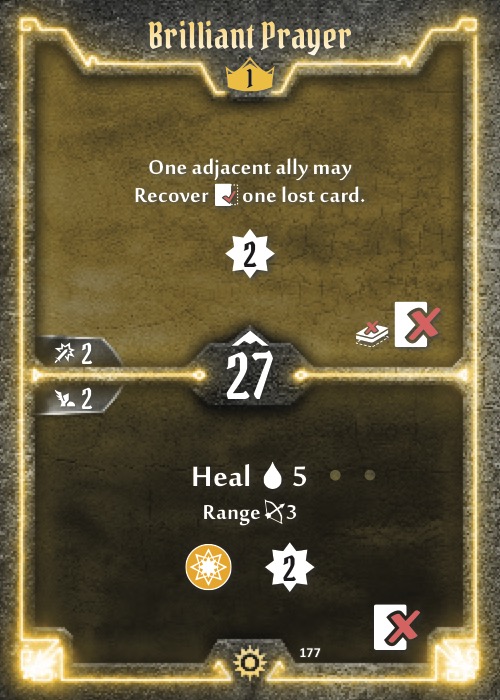 Brilliant Prayer
1
One adjacent ally may
Recover one lost card.
2
2
27
2
Heal 5
Range 3
2
177